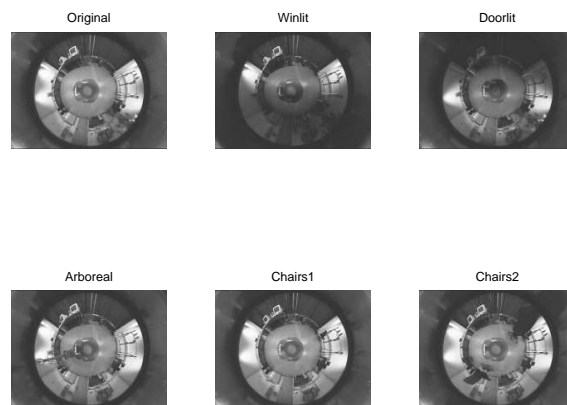 Original
Winlit
Doorlit
Arboreal
Chairs1
Chairs2